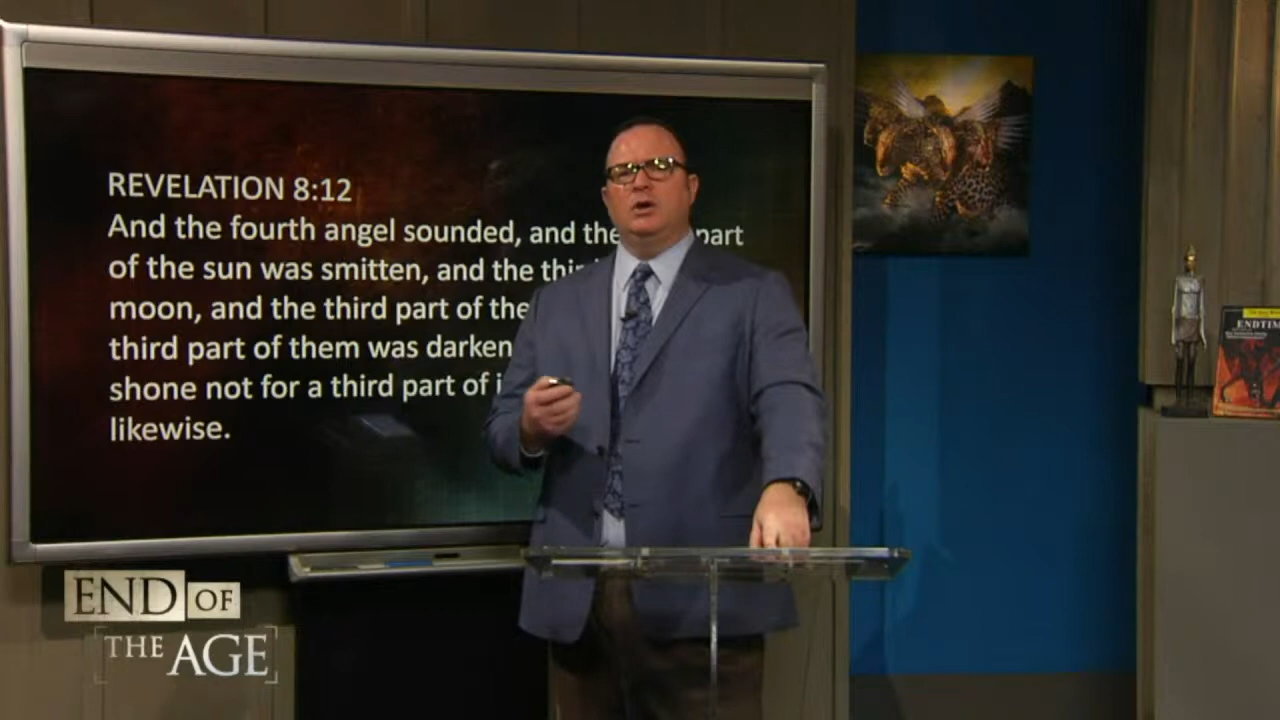 REVELATION 8:12
And the fourth angel sounded, and the part
of the sun was smitten, and the
moon, and the third part of the
third part of them was
shone not for a third part of
likewise.
END OF
THE AGE